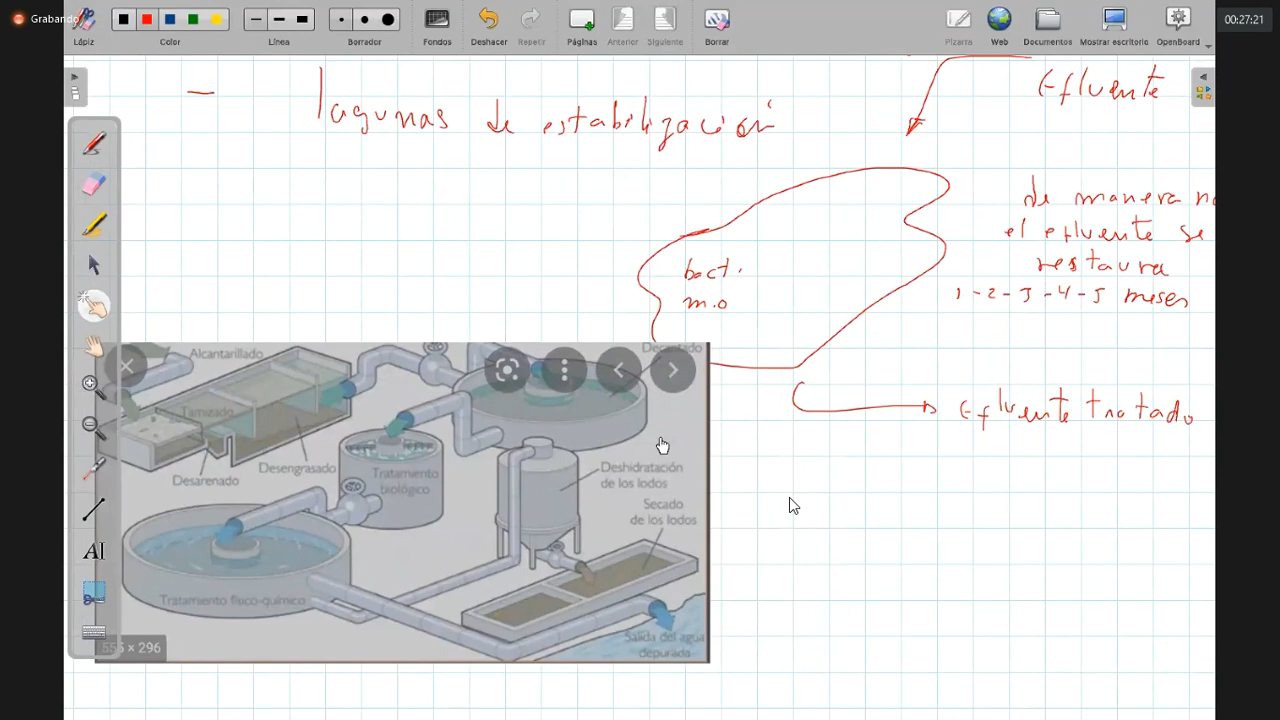 Grabando
Lápiz
Color
Línea
Borrador
Fondos
Deshacer
Repetir
Páginas
Anterior
Siguiente
Borrar
Pizarra
Web
Documentos
Mostrar escritorio
OpenBoard
00:27:21
Efluente
lagunas de estabilización
de manera na
el efluente se
restaura
1-2-3-4-5 meses
bact.
m.o
Efluente tratado
Alcantarillado
Decantado
Tamizado
Desarenado
Desengrasado
Tratamiento
biológico
Deshidratación
de los lodos
Secado
de los lodos
Tratamiento físico-químico
Salida del agua
depurada
555 × 296
AI